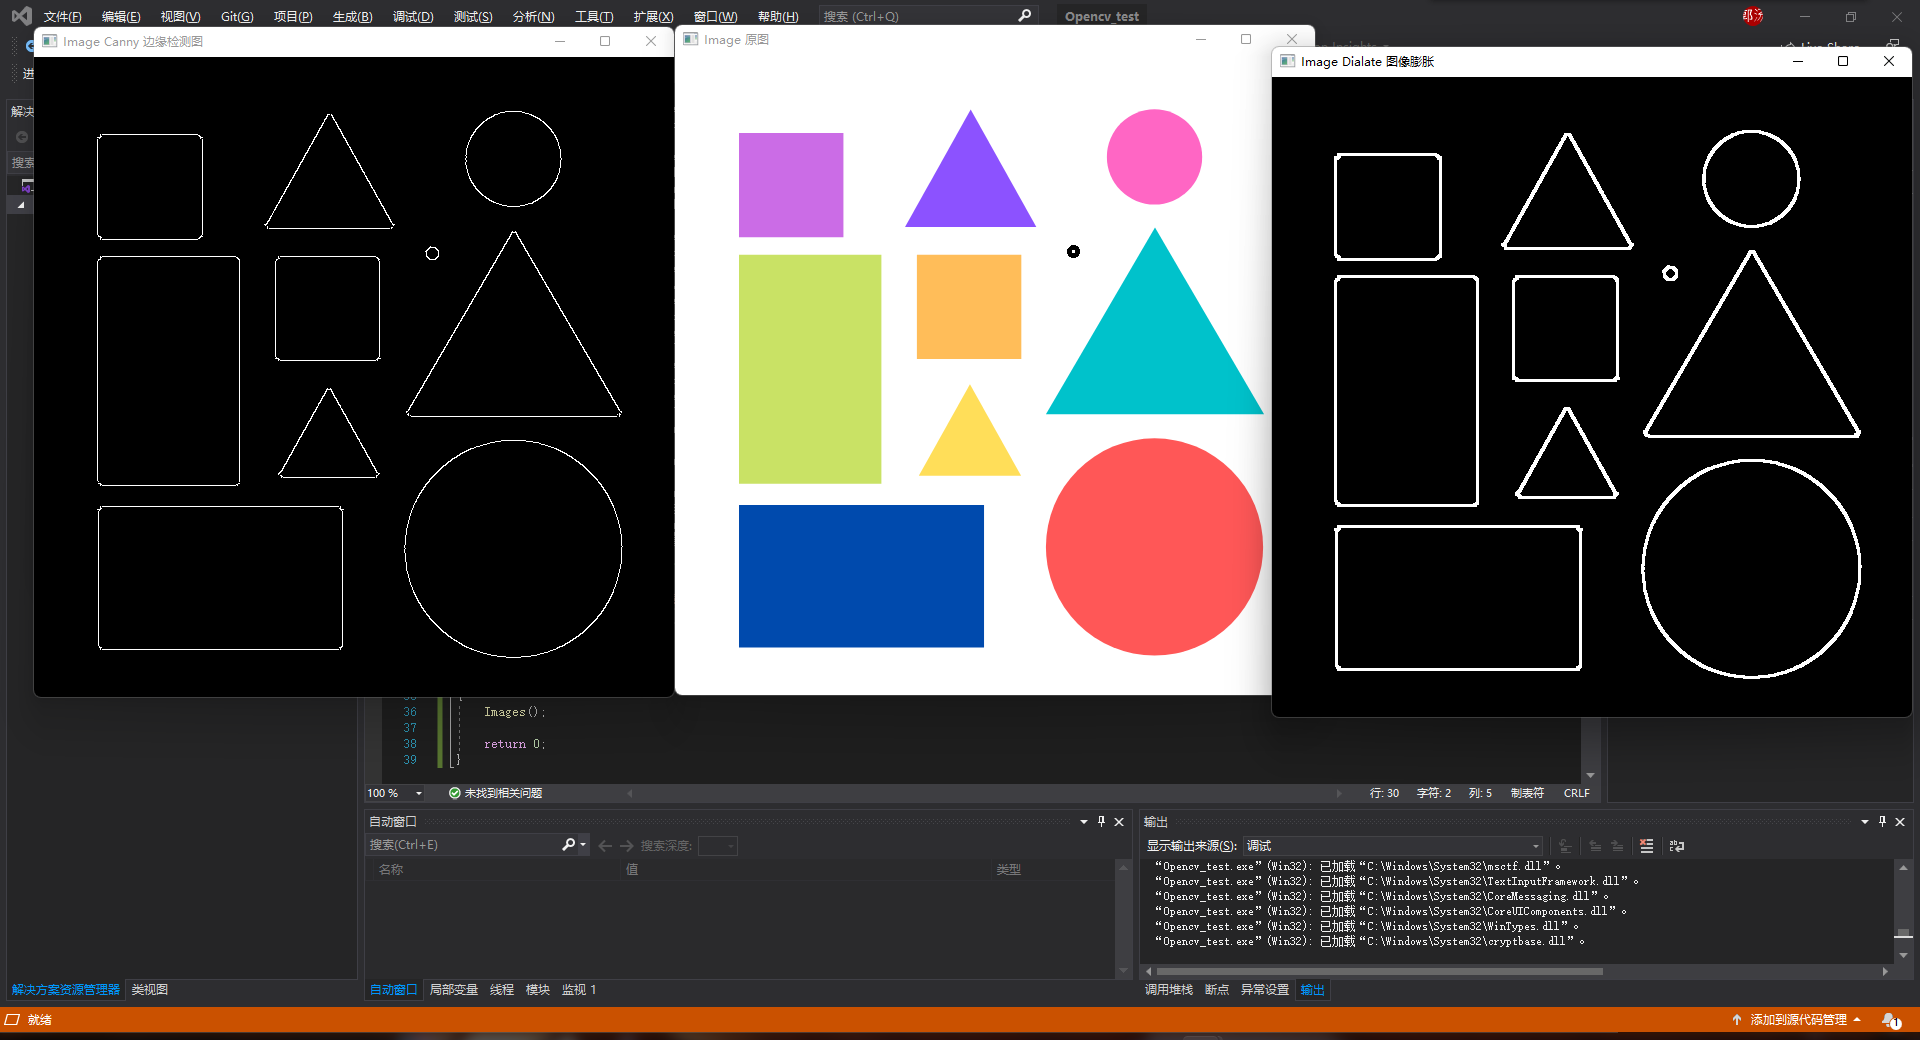 文件(F) 编辑(E) 视图(V) Git(G) 项目(P) 生成(B) 调试(D) 测试(S) 分析(N) 工具(T) 扩展(X) 窗口(W) 帮助(H) 搜索 (Ctrl+Q) Opencv_test
Live Share
Image Canny 边缘检测图
Image 原图
Image Dialate 图像膨胀
进
解决
搜索
36 Images();
37
38 return 0;
39 }
100 % 未找到相关问题 行: 30 字符: 2 列: 5 制表符 CRLF
自动窗口
搜索(Ctrl+E) 搜索深度:
名称 值 类型
输出
显示输出来源(S): 调试
“Opencv_test.exe”(Win32): 已加载“C:\Windows\System32\msctf.dll”。
“Opencv_test.exe”(Win32): 已加载“C:\Windows\System32\TextInputFramework.dll”。
“Opencv_test.exe”(Win32): 已加载“C:\Windows\System32\CoreMessaging.dll”。
“Opencv_test.exe”(Win32): 已加载“C:\Windows\System32\CoreUIComponents.dll”。
“Opencv_test.exe”(Win32): 已加载“C:\Windows\System32\WinTypes.dll”。
“Opencv_test.exe”(Win32): 已加载“C:\Windows\System32\cryptbase.dll”。
解决方案资源管理器 类视图
自动窗口 局部变量 线程 模块 监视 1
调用堆栈 断点 异常设置 输出
就绪
添加到源代码管理 1